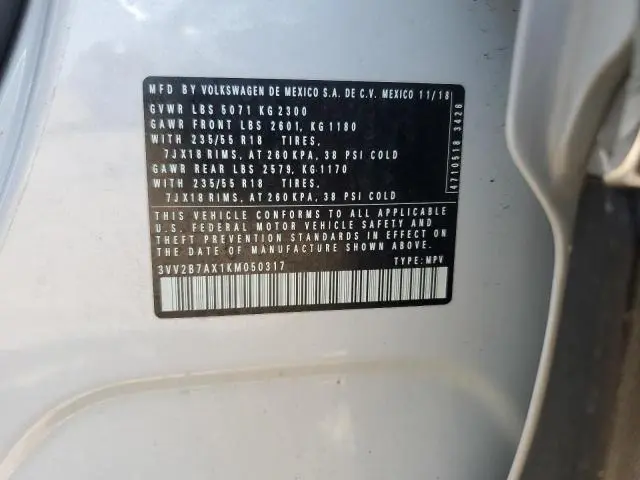 MFD BY VOLKSWAGEN DE MEXICO S.A. DE C.V. MEXICO 11/18
GVWR LBS 5071 KG 2300
GAWR FRONT LBS 2601, KG 1180
WITH 235/55 R18 TIRES,
7JX18 RIMS, AT 260 KPA, 38 PSI COLD
GAWR REAR LBS 2579, KG 1170
WITH 235/55 R18 TIRES,
7JX18 RIMS, AT 260 KPA, 38 PSI COLD
THIS VEHICLE CONFORMS TO ALL APPLICABLE
U.S. FEDERAL MOTOR VEHICLE SAFETY AND
THEFT PREVENTION STANDARDS IN EFFECT ON
THE DATE OF MANUFACTURE SHOWN ABOVE
3VV2B7AX1KM050317 TYPE: MPV
4710518 3426